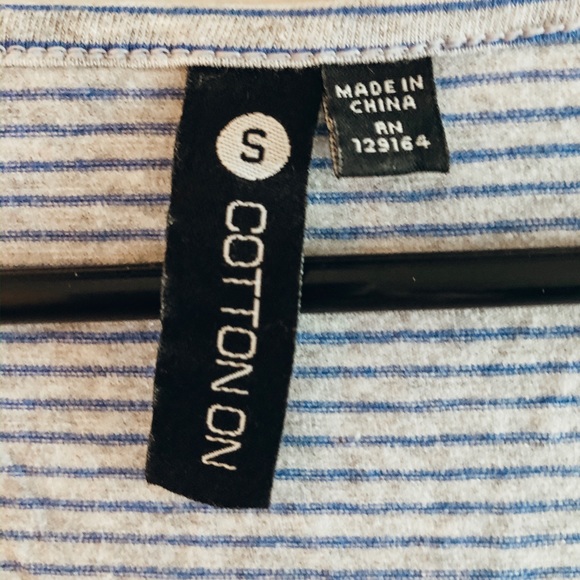 S
COTTON ON
MADE IN
CHINA
RN
129164